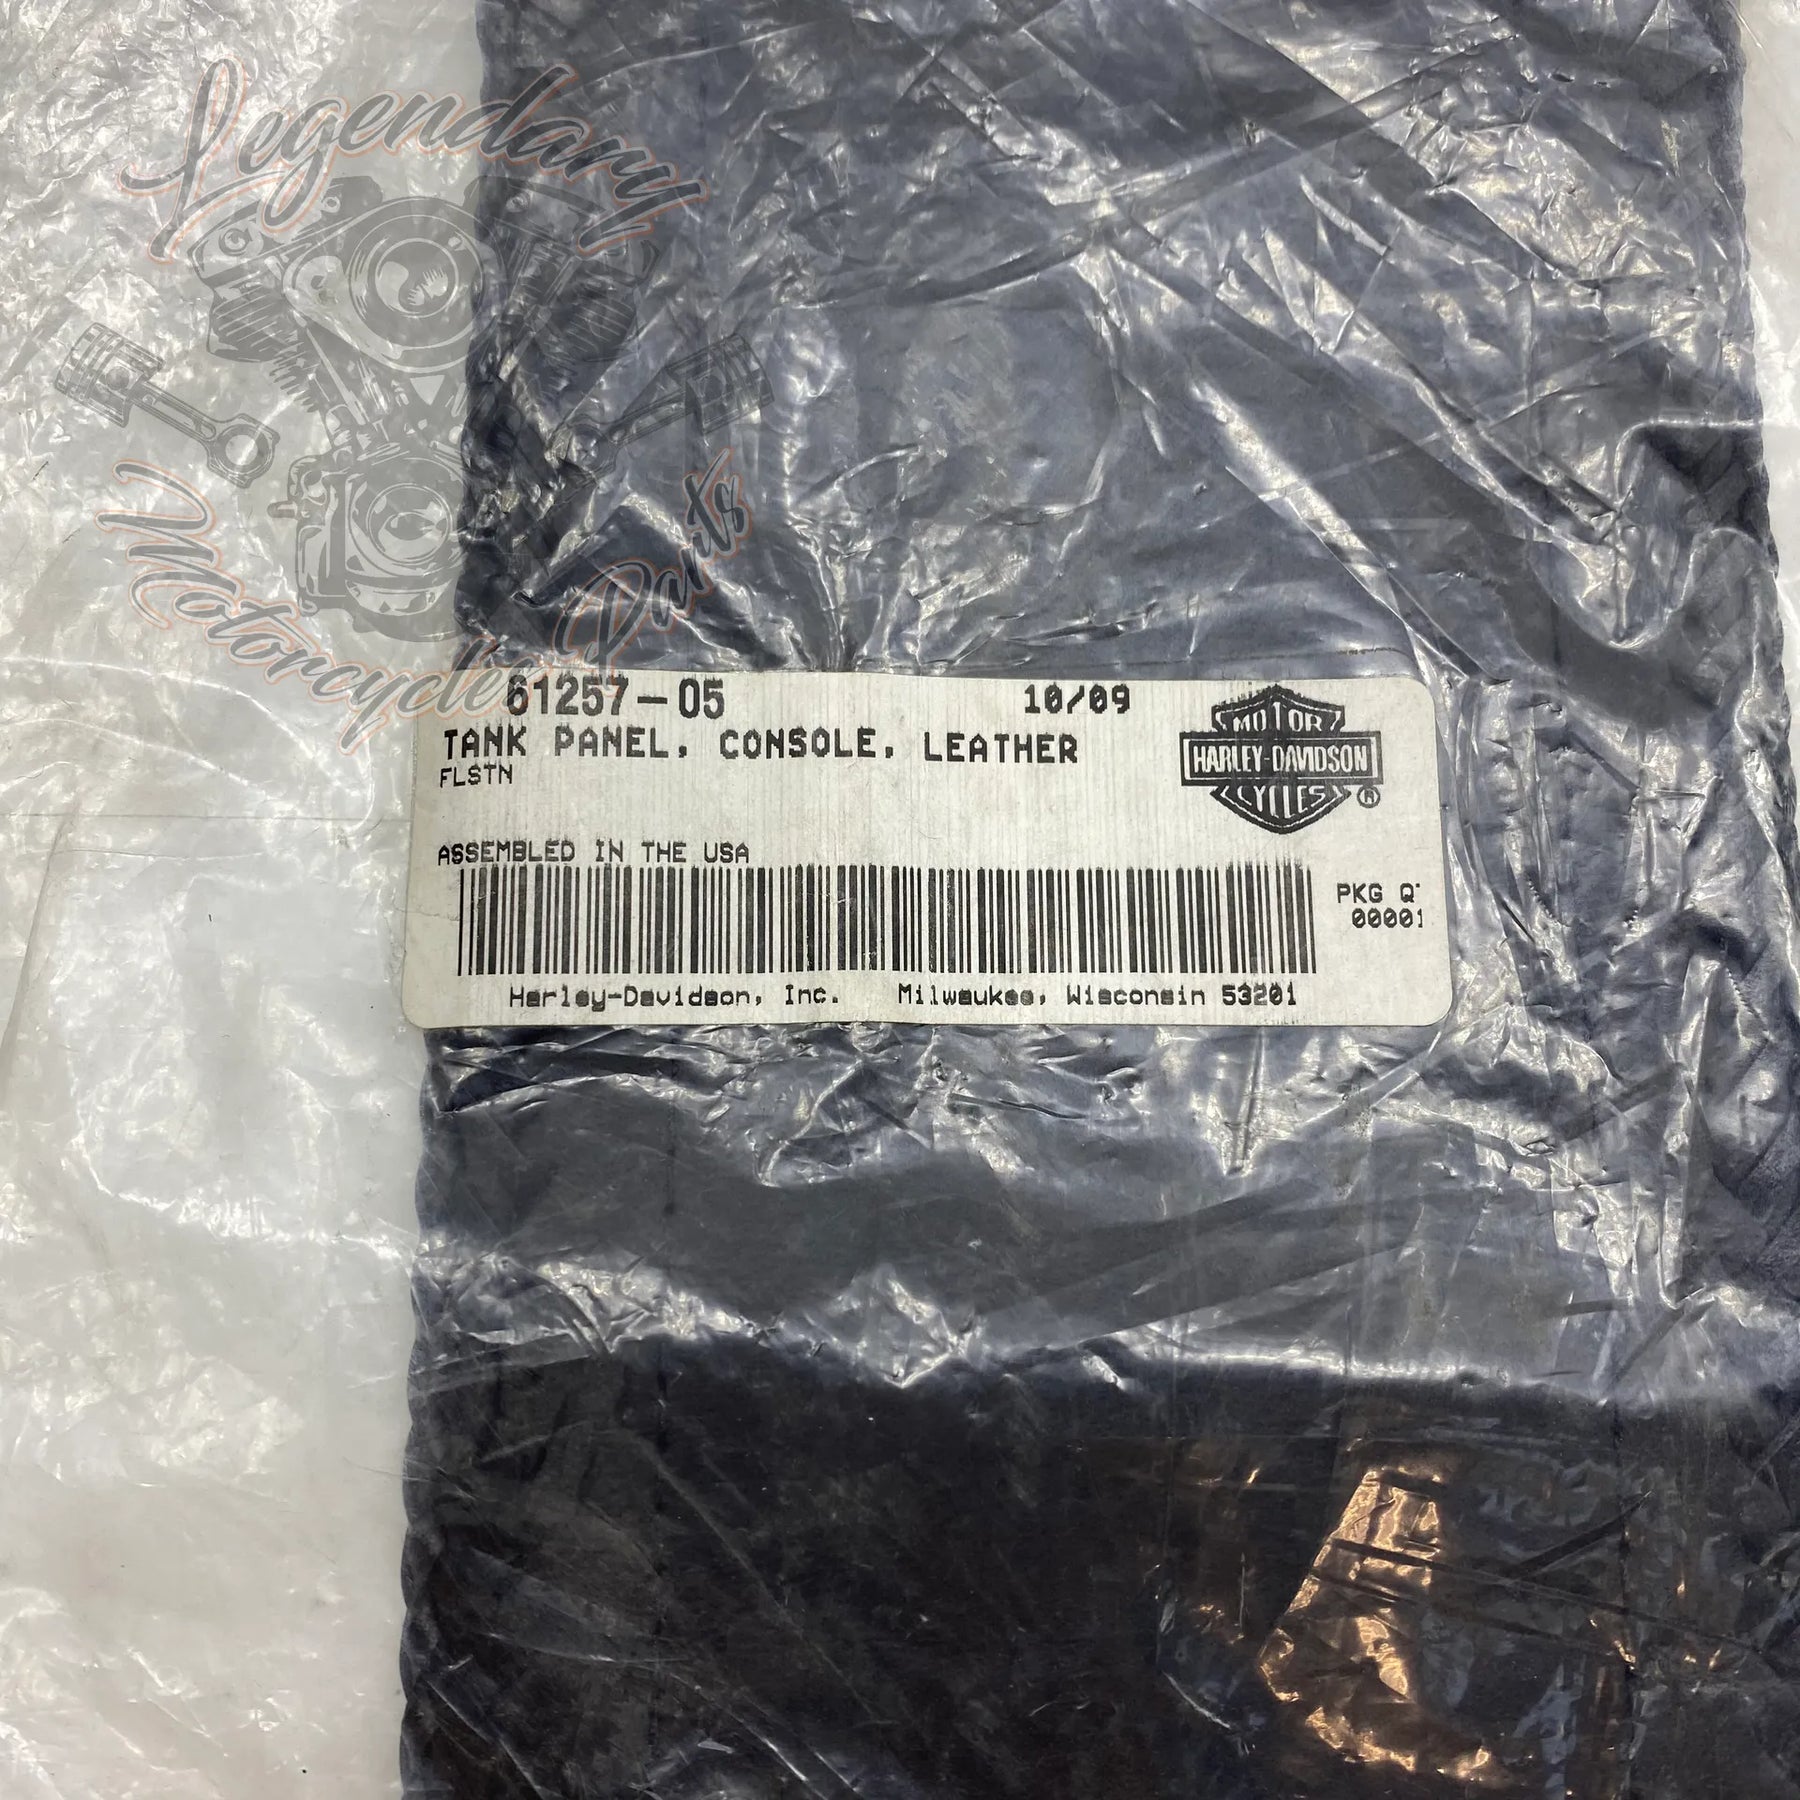 Legendary
Motorcycle Parts
61257-05 10/09
TANK PANEL, CONSOLE, LEATHER
FLSTN
MOTOR
HARLEY-DAVIDSON
CYCLES ®
ASSEMBLED IN THE USA
PKG Q
00001
Harley-Davidson, Inc. Milwaukee, Wisconsin 53201